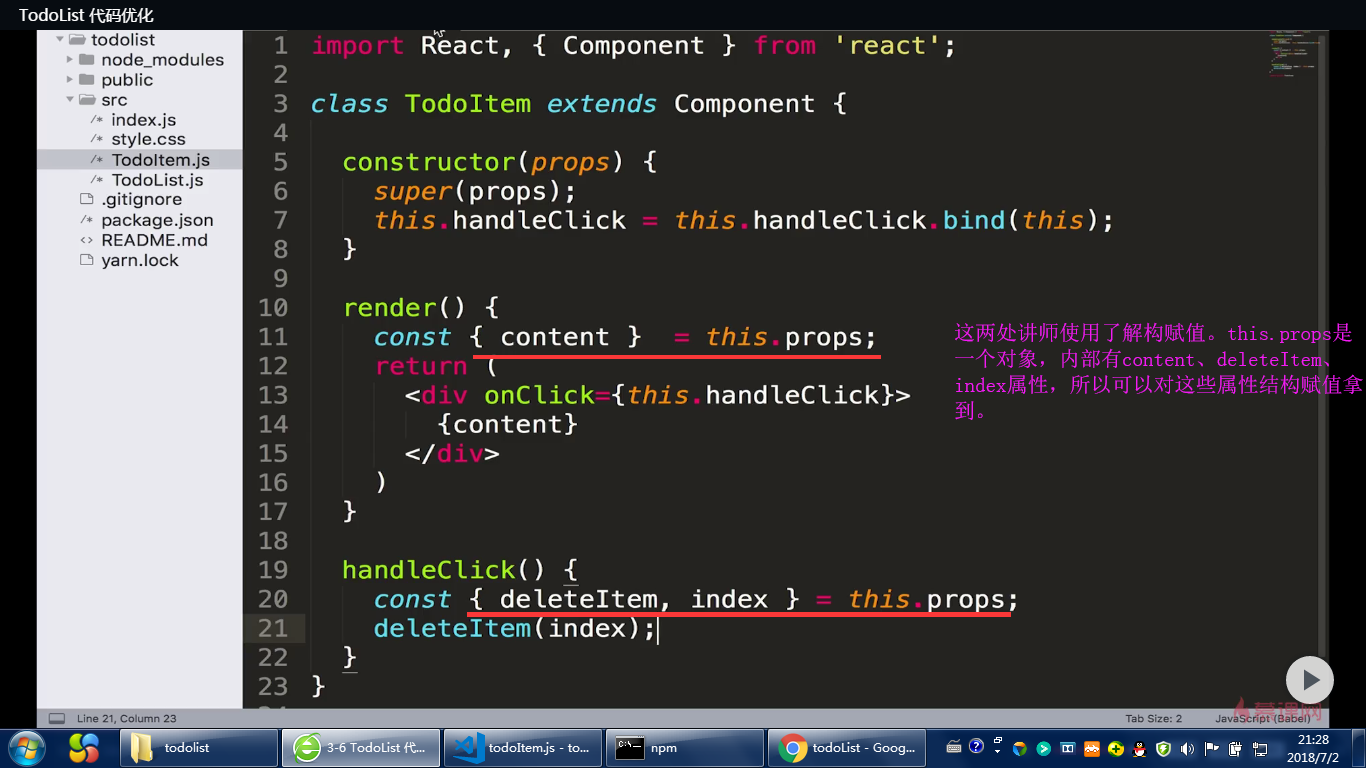 TodoList 代码优化
todolist
node_modules
public
src
index.js
style.css
TodoItem.js
TodoList.js
.gitignore
package.json
README.md
yarn.lock
1 import React, { Component } from 'react';
2
3 class TodoItem extends Component {
4
5 constructor(props) {
6 super(props);
7 this.handleClick = this.handleClick.bind(this);
8 }
9
10 render() {
11 const { content }  = this.props;
12 return (
13 <div onClick={this.handleClick}>
14 {content}
15 </div>
16 )
17 }
18
19 handleClick() {
20 const { deleteItem, index } = this.props;
21 deleteItem(index);
22 }
23 }
这两处讲师使用了解构赋值。this.props是
一个对象，内部有content、deleteItem、
index属性，所以可以对这些属性结构赋值拿
到。
慕课网
Line 21, Column 23
Tab Size: 2
JavaScript (Babel)
todolist
3-6 TodoList 代...
todoItem.js - to...
npm
todoList - Goog...
21:28
2018/7/2